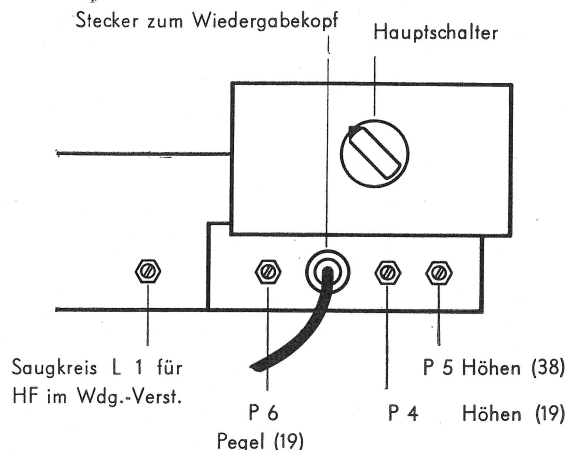 Stecker zum Wiedergabekopf
Hauptschalter
Saugkreis L 1 für
HF im Wdg.-Verst.
P 5 Höhen (38)
P 6
Pegel (19)
P 4 Höhen (19)